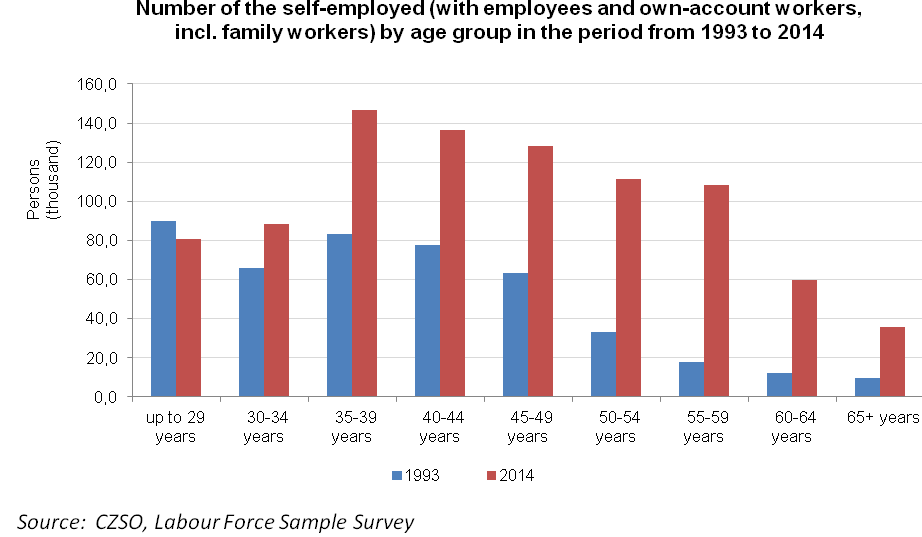 Number of the self-employed (with employees and own-account workers,
incl. family workers) by age group in the period from 1993 to 2014
Persons
(thousand)
160,0
140,0
120,0
100,0
80,0
60,0
40,0
20,0
0,0
up to 29
years
30-34
years
35-39
years
40-44
years
45-49
years
50-54
years
55-59
years
60-64
years
65+ years
1993
2014
Source: CZSO, Labour Force Sample Survey